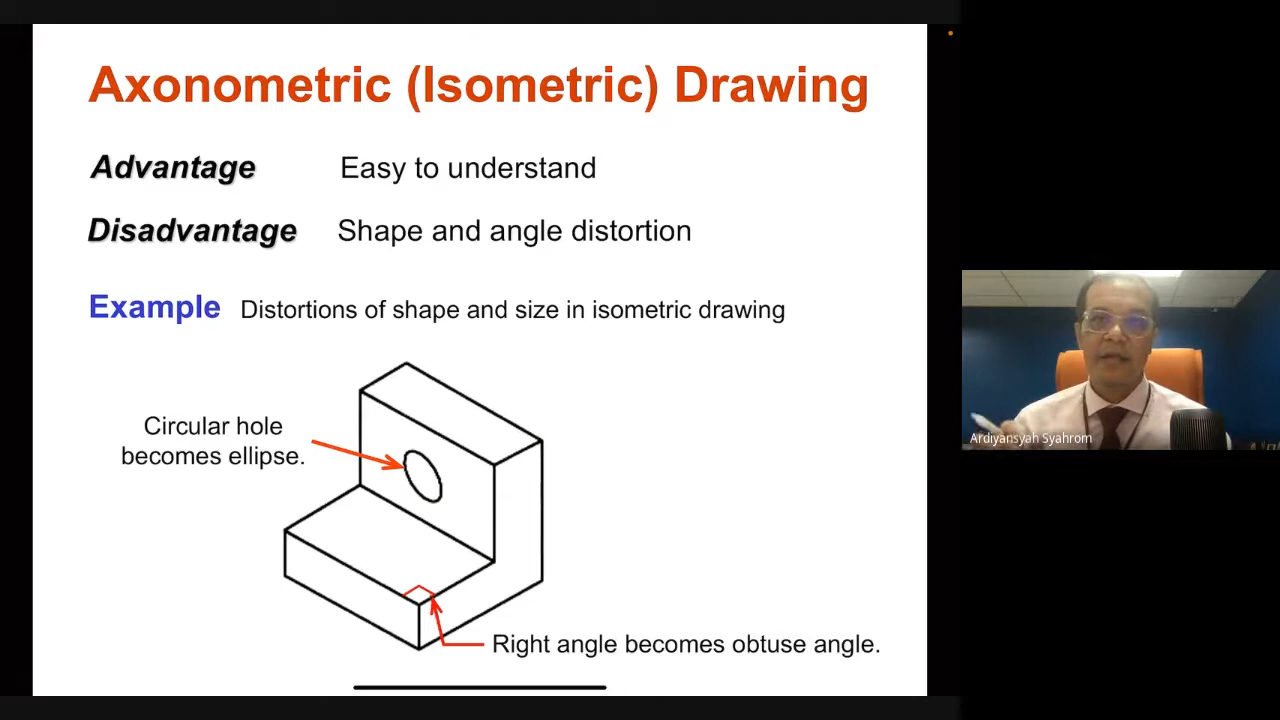 Axonometric (Isometric) Drawing
Advantage Easy to understand
Disadvantage Shape and angle distortion
Example Distortions of shape and size in isometric drawing
Circular hole
becomes ellipse.
Right angle becomes obtuse angle.
Ardiyansyah Syahrom